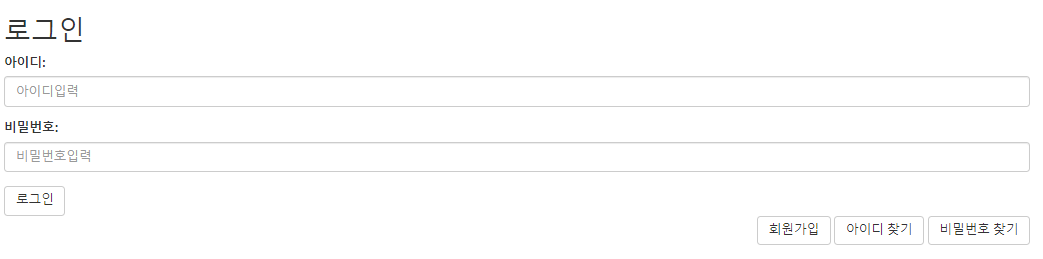 로그인
아이디:
아이디입력
비밀번호:
비밀번호입력
로그인
회원가입 아이디 찾기 비밀번호 찾기